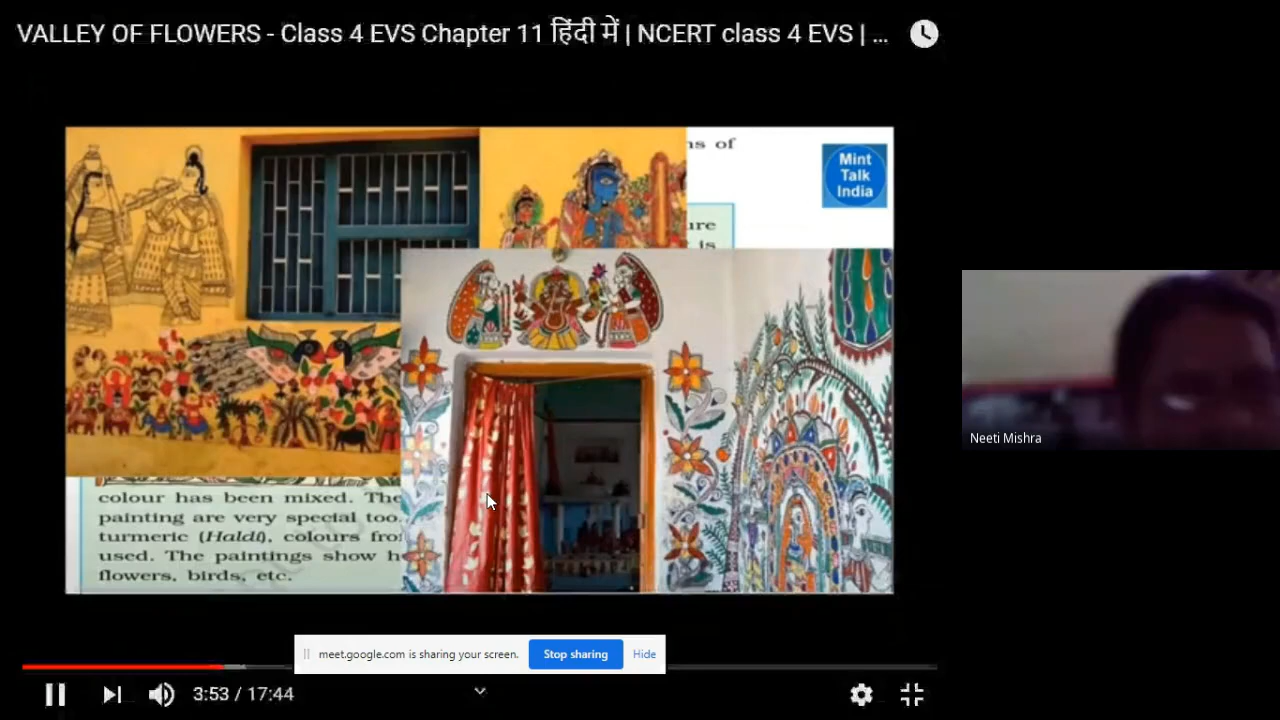 VALLEY OF FLOWERS - Class 4 EVS Chapter 11 हिंदी में | NCERT class 4 EVS | ...
ns of
Mint
Talk
India
ure
is
colour has been mixed. The
painting are very special too.
turmeric (Haldi), colours fro
used. The paintings show h
flowers, birds, etc.
Neeti Mishra
meet.google.com is sharing your screen.
Stop sharing
Hide
3:53 / 17:44